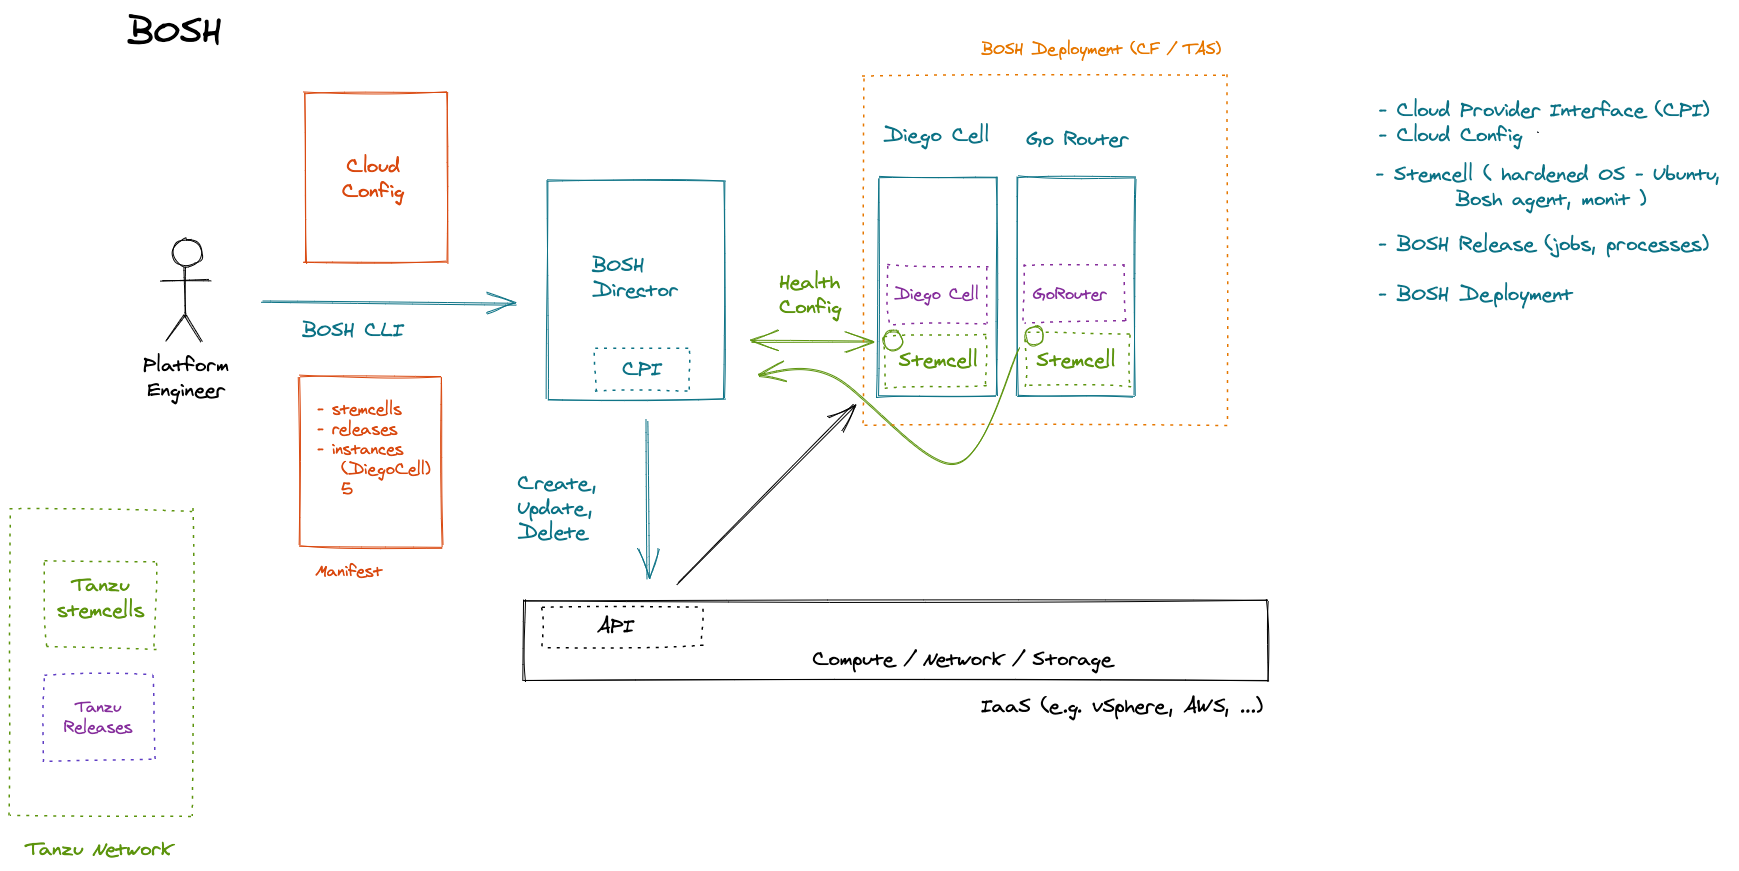 BOSH
Cloud
Config
Platform
Engineer
BOSH CLI
- stemcells
- releases
- instances
(DiegoCell)
5
Manifest
Tanzu
stemcells
Tanzu
Releases
Tanzu Network
BOSH
Director
CPI
Create,
Update,
Delete
Health
Config
BOSH Deployment (CF / TAS)
Diego Cell
Go Router
Diego Cell
GoRouter
Stemcell
Stemcell
API
Compute / Network / Storage
IaaS (e.g. vSphere, AWS, ...)
- Cloud Provider Interface (CPI)
- Cloud Config
- Stemcell ( hardened OS - Ubuntu,
Bosh agent, monit )
- BOSH Release (jobs, processes)
- BOSH Deployment